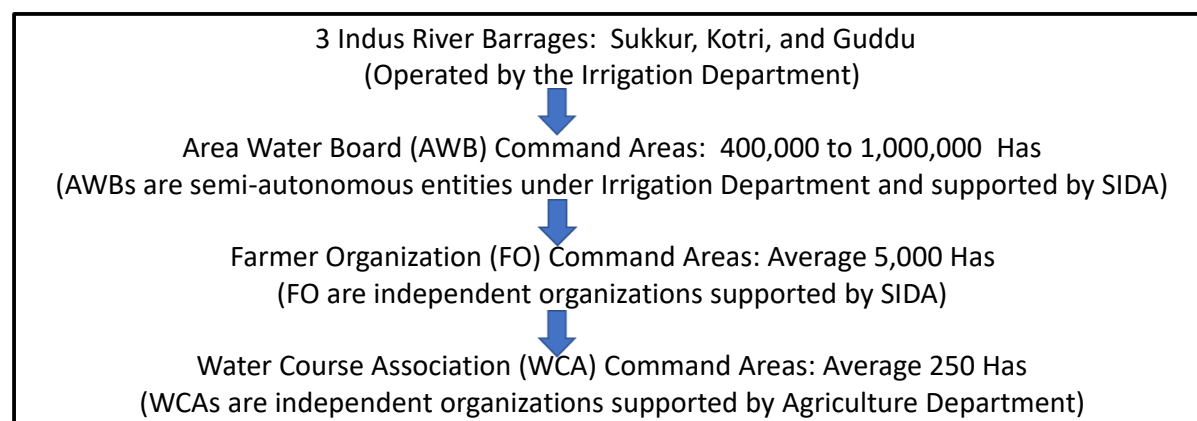 3 Indus River Barrages:  Sukkur, Kotri, and Guddu
(Operated by the Irrigation Department)
Area Water Board (AWB) Command Areas:  400,000 to 1,000,000  Has
(AWBs are semi-autonomous entities under Irrigation Department and supported by SIDA)
Farmer Organization (FO) Command Areas: Average 5,000 Has
(FO are independent organizations supported by SIDA)
Water Course Association (WCA) Command Areas: Average 250 Has
(WCAs are independent organizations supported by Agriculture Department)